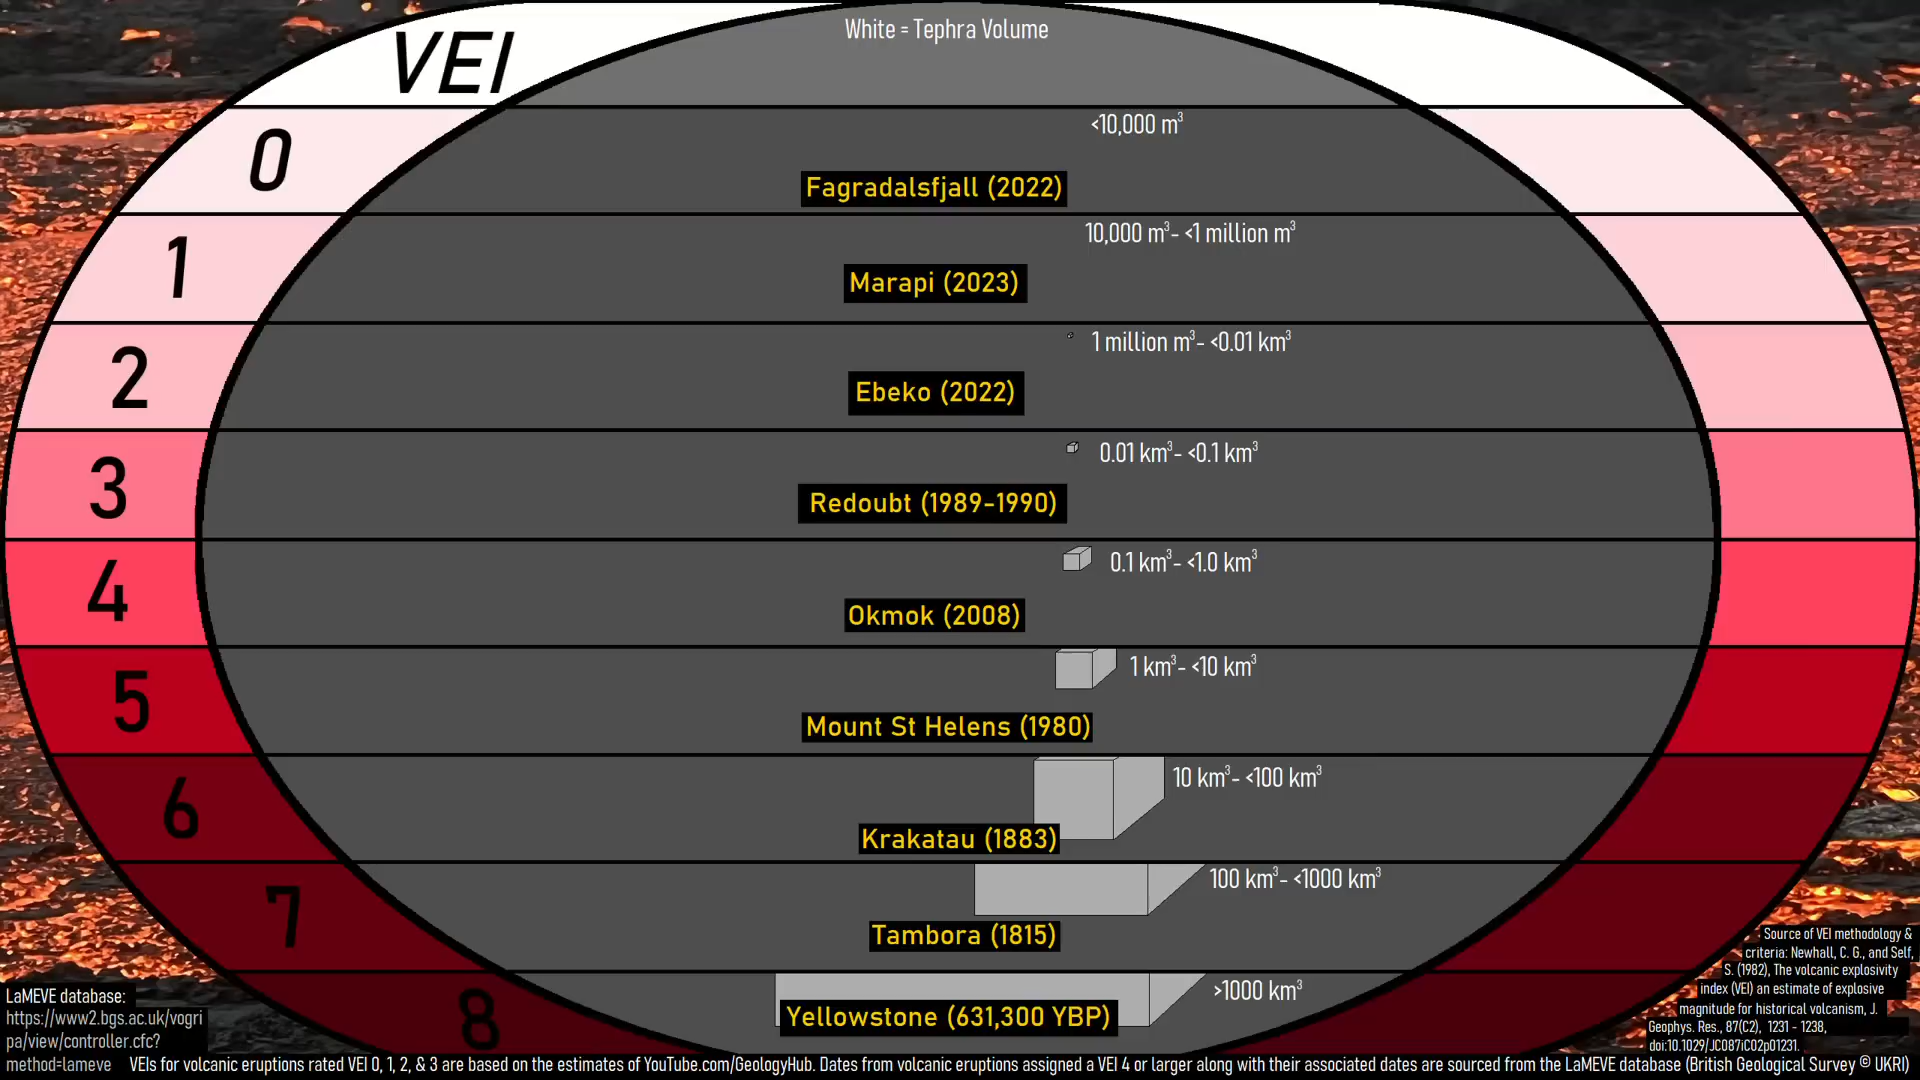 White = Tephra Volume
VEI
0
<10,000 m³
Fagradalsfjall (2022)
1
10,000 m³- <1 million m³
Marapi (2023)
2
1 million m³- <0.01 km³
Ebeko (2022)
3
0.01 km³- <0.1 km³
Redoubt (1989-1990)
4
0.1 km³- <1.0 km³
Okmok (2008)
5
1 km³- <10 km³
Mount St Helens (1980)
6
10 km³- <100 km³
Krakatau (1883)
7
100 km³- <1000 km³
Tambora (1815)
8
>1000 km³
Yellowstone (631,300 YBP)
Source of VEI methodology &
criteria: Newhall, C. G., and Self,
S. (1982), The volcanic explosivity
index (VEI) an estimate of explosive
magnitude for historical volcanism, J.
Geophys. Res., 87(C2), 1231 - 1238,
doi:10.1029/JC087iC02p01231.
LaMEVE database:
https://www2.bgs.ac.uk/vogri
pa/view/controller.cfc?
method=lameve
VEIs for volcanic eruptions rated VEI 0, 1, 2, & 3 are based on the estimates of YouTube.com/GeologyHub. Dates from volcanic eruptions assigned a VEI 4 or larger along with their associated dates are sourced from the LaMEVE database (British Geological Survey © UKRI)